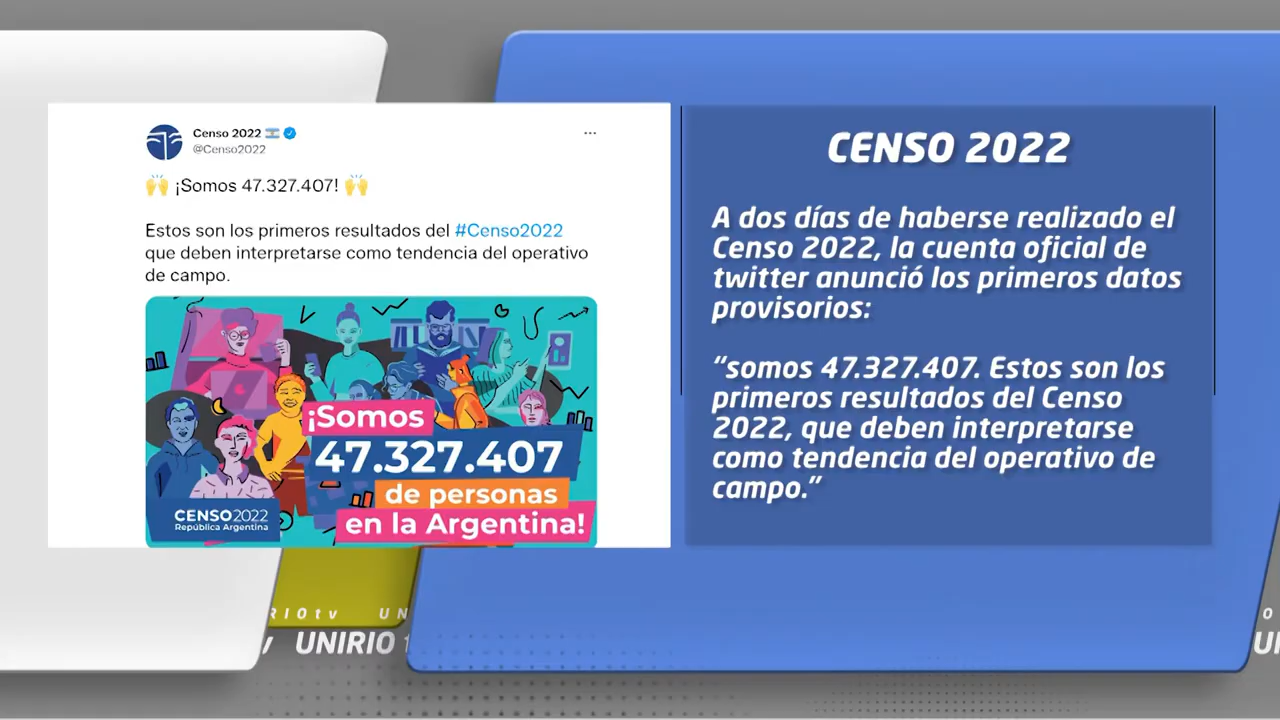 Censo 2022
@Censo2022
¡Somos 47.327.407!
Estos son los primeros resultados del #Censo2022
que deben interpretarse como tendencia del operativo
de campo.
¡Somos
47.327.407
de personas
en la Argentina!
CENSO2022
República Argentina
CENSO 2022
A dos días de haberse realizado el
Censo 2022, la cuenta oficial de
twitter anunció los primeros datos
provisorios:
“somos 47.327.407. Estos son los
primeros resultados del Censo
2022, que deben interpretarse
como tendencia del operativo de
campo.”
RIOtv UN
v UNIRIO t
UI